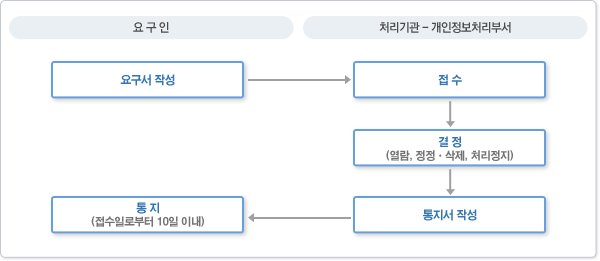 요 구 인
처리기관 – 개인정보처리부서
요구서 작성
접 수
결 정
(열람, 정정 · 삭제, 처리정지)
통 지
(접수일로부터 10일 이내)
통지서 작성